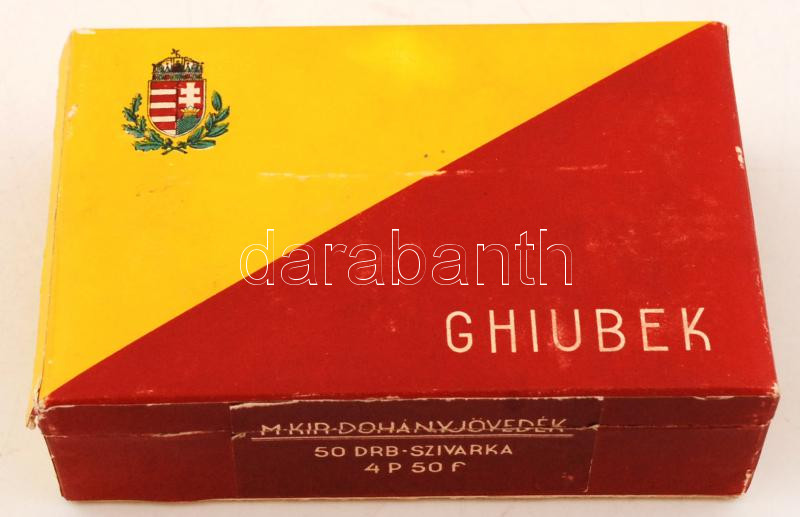 darabanth
GHIUBEK
M·KIR·DOHÁNYJÖVEDÉK
50 DRB·SZIVARKA
4 P 50 f